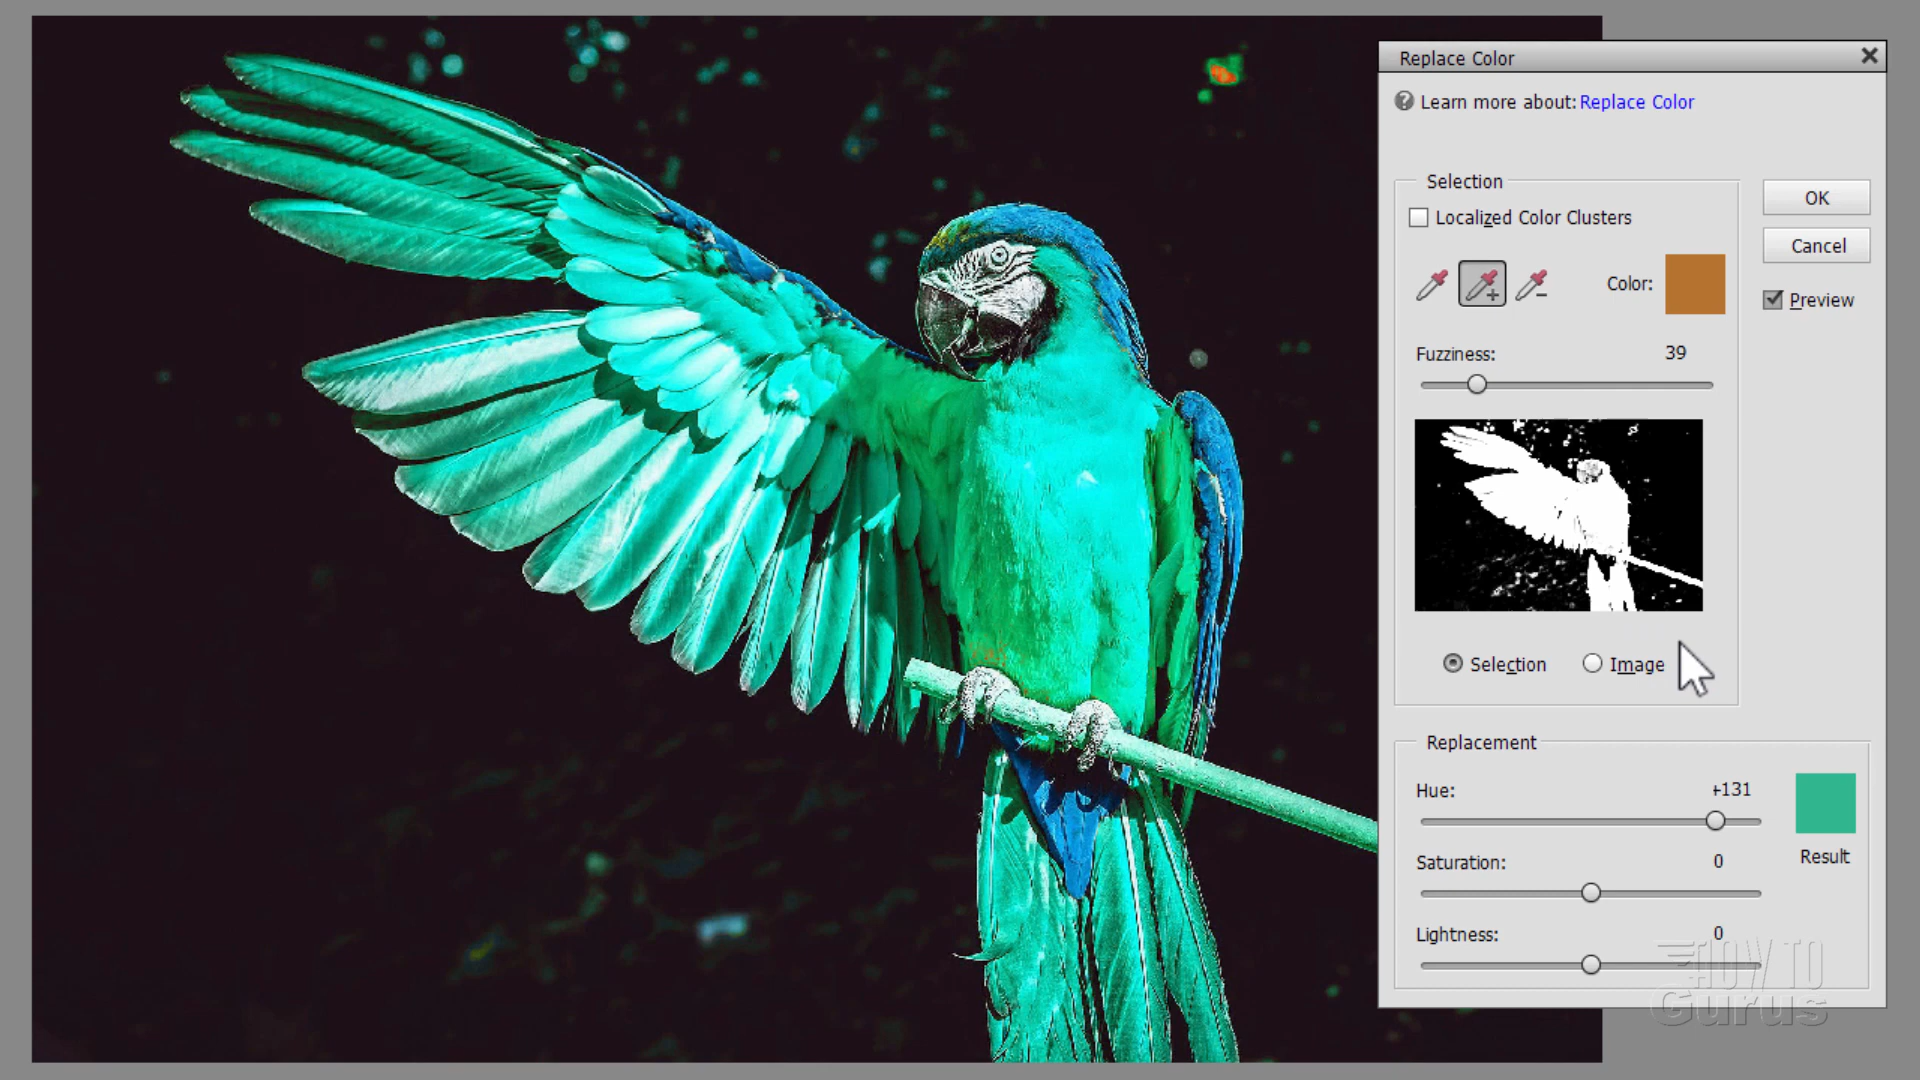 Replace Color
Learn more about: Replace Color
Selection
Localized Color Clusters
OK
Cancel
Color:
Preview
Fuzziness: 39
Selection Image
Replacement
Hue: +131
Result
Saturation: 0
Lightness: 0
HOW TO
Gurus